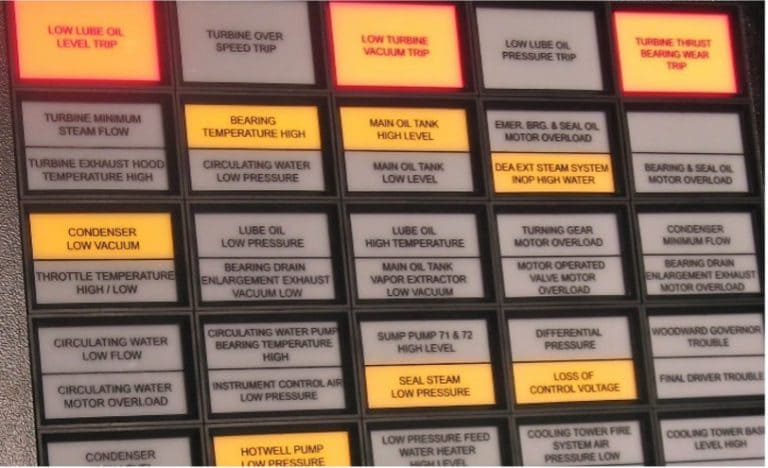 LOW LUBE OIL
LEVEL TRIP
TURBINE OVER
SPEED TRIP
LOW TURBINE
VACUUM TRIP
LOW LUBE OIL
PRESSURE TRIP
TURBINE THRUST
BEARING WEAR
TRIP
TURBINE MINIMUM
STEAM FLOW
TURBINE EXHAUST HOOD
TEMPERATURE HIGH
BEARING
TEMPERATURE HIGH
CIRCULATING WATER
LOW PRESSURE
MAIN OIL TANK
HIGH LEVEL
MAIN OIL TANK
LOW LEVEL
EMER. BRG. & SEAL OIL
MOTOR OVERLOAD
DEA EXT STEAM SYSTEM
INOP HIGH WATER
BEARING & SEAL OIL
MOTOR OVERLOAD
CONDENSER
LOW VACUUM
THROTTLE TEMPERATURE
HIGH / LOW
LUBE OIL
LOW PRESSURE
BEARING DRAIN
ENLARGEMENT EXHAUST
VACUUM LOW
LUBE OIL
HIGH TEMPERATURE
MAIN OIL TANK
VAPOR EXTRACTOR
LOW VACUUM
TURNING GEAR
MOTOR OVERLOAD
MOTOR OPERATED
VALVE MOTOR
OVERLOAD
CONDENSER
MINIMUM FLOW
BEARING DRAIN
ENLARGEMENT EXHAUST
MOTOR OVERLOAD
CIRCULATING WATER
LOW FLOW
CIRCULATING WATER
MOTOR OVERLOAD
CIRCULATING WATER PUMP
BEARING TEMPERATURE
HIGH
INSTRUMENT CONTROL AIR
LOW PRESSURE
SUMP PUMP 71 & 72
HIGH LEVEL
SEAL STEAM
LOW PRESSURE
DIFFERENTIAL
PRESSURE
LOSS OF
CONTROL VOLTAGE
WOODWARD GOVERNOR
TROUBLE
FINAL DRIVER TROUBLE
CONDENSER
LOW LEVEL
HOTWELL PUMP
LOW PRESSURE
LOW PRESSURE FEED
WATER HEATER
HIGH LEVEL
COOLING TOWER FIRE
SYSTEM AIR
PRESSURE LOW
COOLING TOWER BAS
LEVEL HIGH